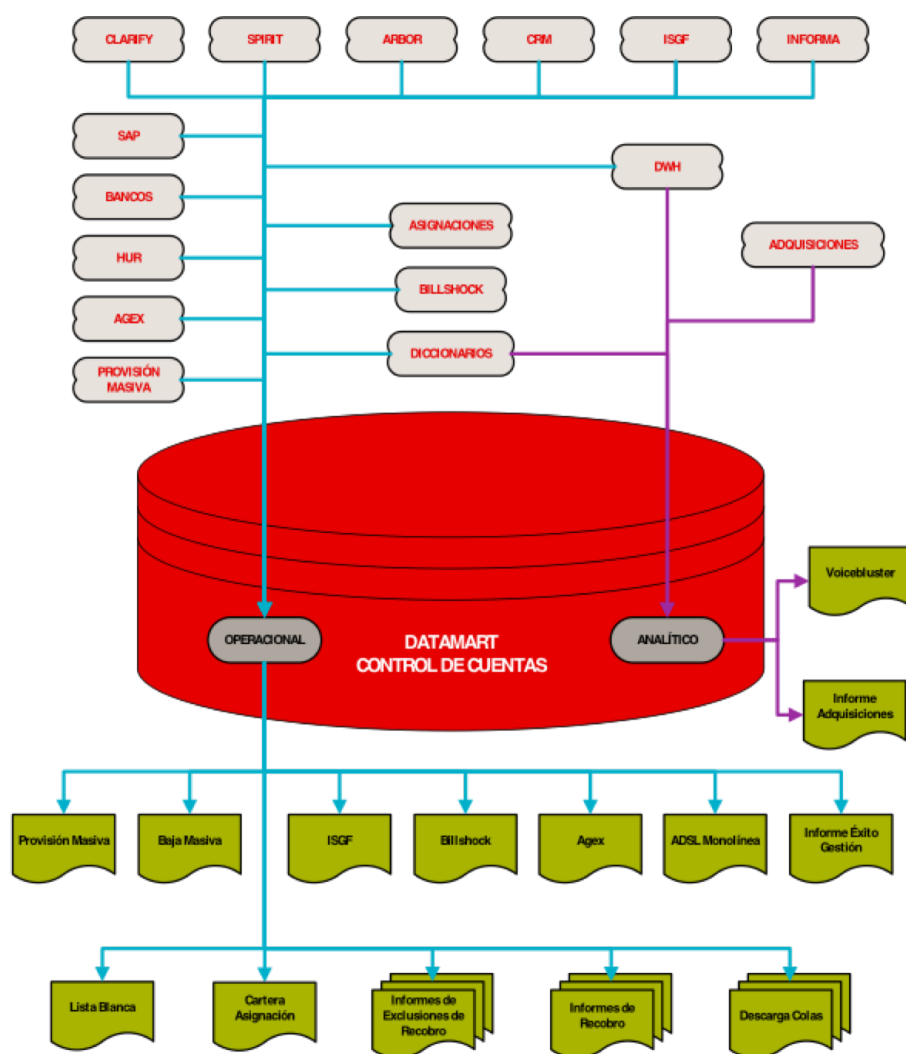 CLARIFY
SPIRIT
ARBOR
CRM
ISGF
INFORMA
SAP
DWH
BANCOS
ASIGNACIONES
ADQUISICIONES
HUR
BILLSHOCK
AGEX
DICCIONARIOS
PROVISIÓN
MASIVA
Voicebluster
OPERACIONAL
DATAMART
CONTROL DE CUENTAS
ANALÍTICO
Informe
Adquisiciones
Provisión Masiva
Baja Masiva
ISGF
Billshock
Agex
ADSL Monolínea
Informe Éxito
Gestión
Lista Blanca
Cartera
Asignación
Informes de
Exclusiones de
Recobro
Informes de
Recobro
Descarga Colas